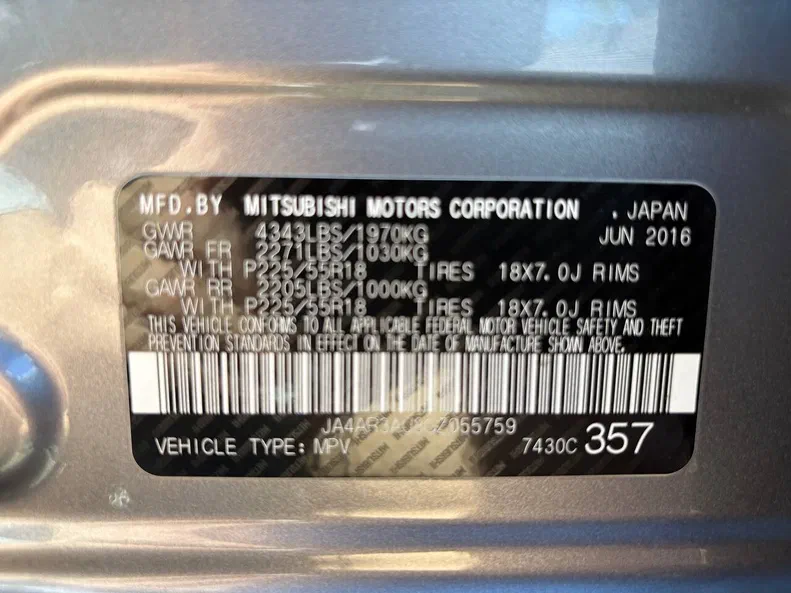 MFD.BY MITSUBISHI MOTORS CORPORATION . JAPAN
GVWR 4343LBS/1970KG JUN 2016
GAWR FR 2271LBS/1030KG
WITH P225/55R18 TIRES 18X7.0J RIMS
GAWR RR 2205LBS/1000KG
WITH P225/55R18 TIRES 18X7.0J RIMS
THIS VEHICLE CONFORMS TO ALL APPLICABLE FEDERAL MOTOR VEHICLE SAFETY AND THEFT
PREVENTION STANDARDS IN EFFECT ON THE DATE OF MANUFACTURE SHOWN ABOVE.
VEHICLE TYPE: MPV 7430C 357